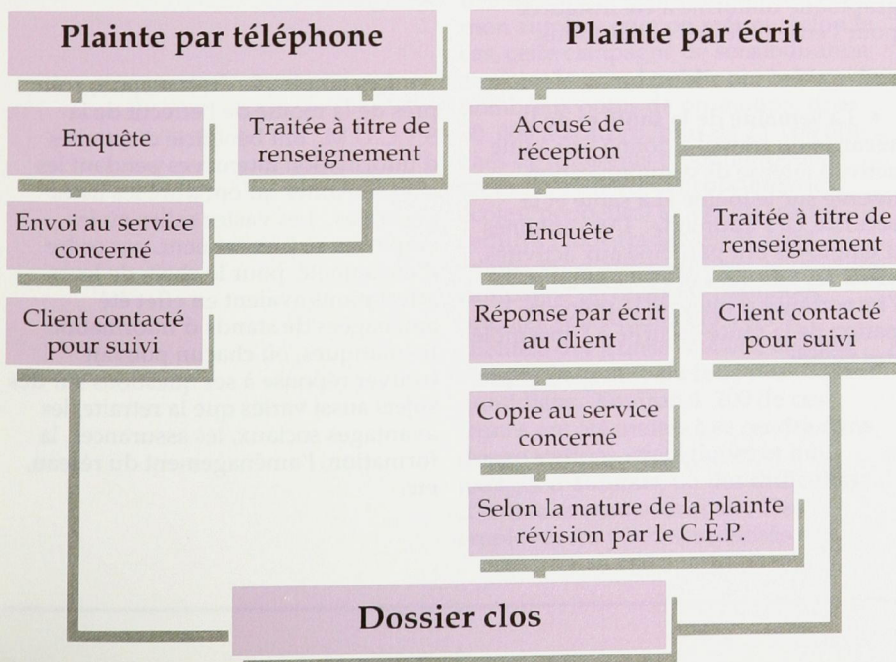 Plainte par téléphone
Enquête
Traitée à titre de
renseignement
Envoi au service
concerné
Client contacté
pour suivi
Plainte par écrit
Accusé de
réception
Enquête
Traitée à titre de
renseignement
Réponse par écrit
au client
Client contacté
pour suivi
Copie au service
concerné
Selon la nature de la plainte
révision par le C.E.P.
Dossier clos